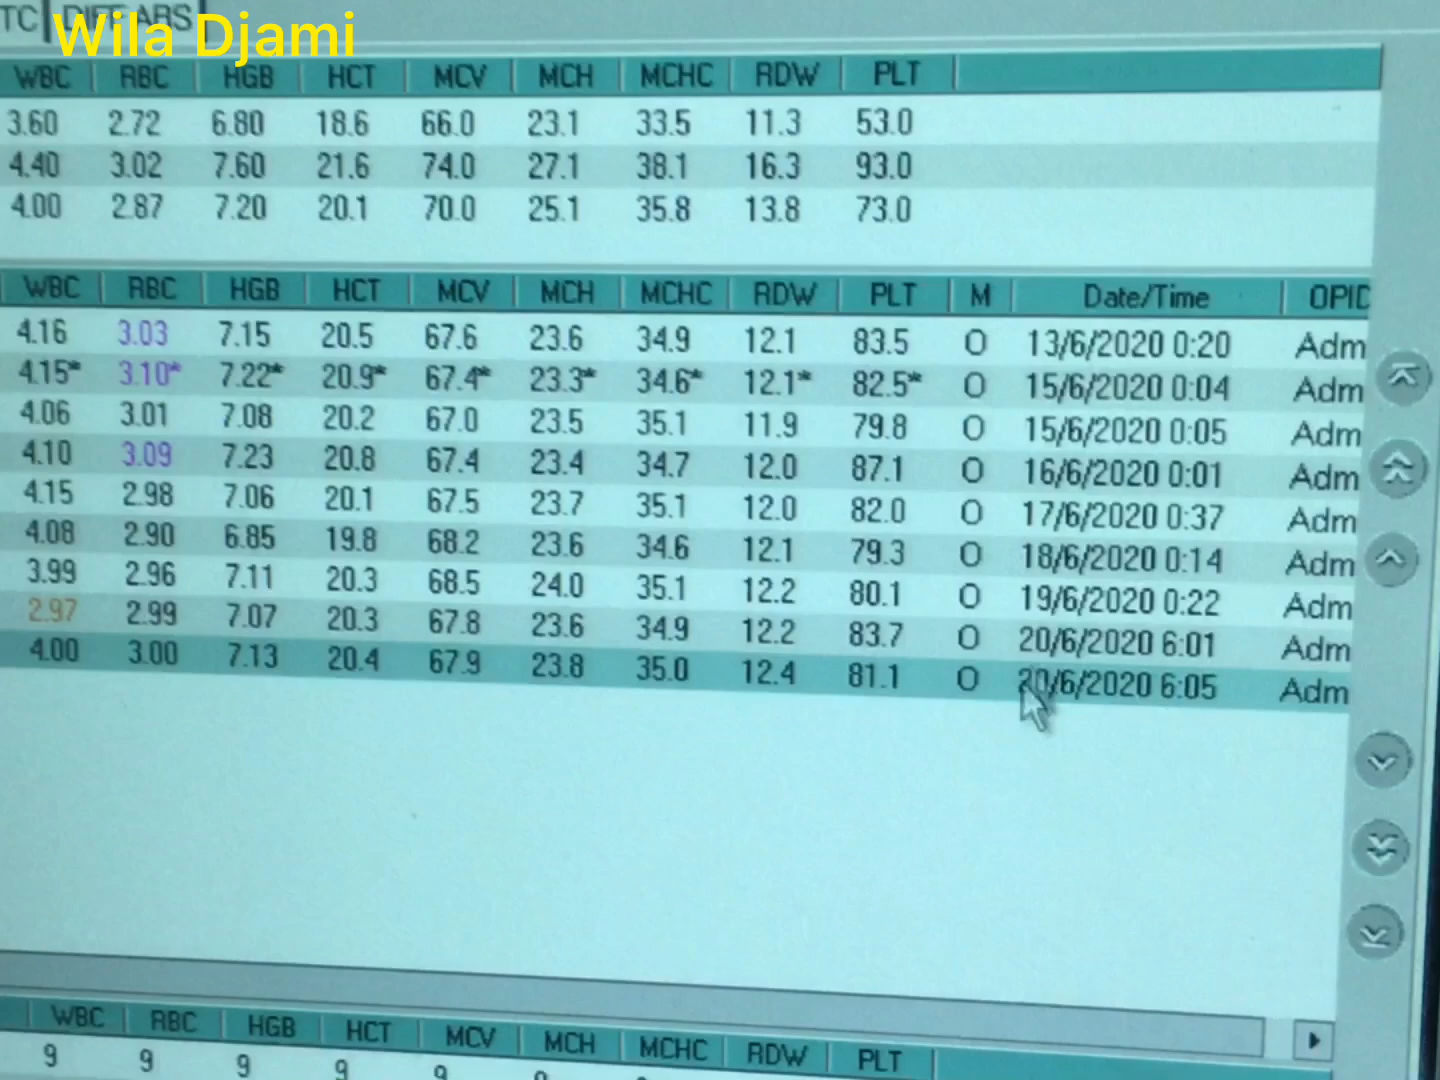 TC DIFF ABS
Wila Djami
WBC RBC HGB HCT MCV MCH MCHC RDW PLT
3.60 2.72 6.80 18.6 66.0 23.1 33.5 11.3 53.0
4.40 3.02 7.60 21.6 74.0 27.1 38.1 16.3 93.0
4.00 2.87 7.20 20.1 70.0 25.1 35.8 13.8 73.0
WBC RBC HGB HCT MCV MCH MCHC RDW PLT M Date/Time OPID
4.16 3.03 7.15 20.5 67.6 23.6 34.9 12.1 83.5 O 13/6/2020 0:20 Adm
4.15* 3.10* 7.22* 20.9* 67.4* 23.3* 34.6* 12.1* 82.5* O 15/6/2020 0:04 Adm
4.06 3.01 7.08 20.2 67.0 23.5 35.1 11.9 79.8 O 15/6/2020 0:05 Adm
4.10 3.09 7.23 20.8 67.4 23.4 34.7 12.0 87.1 O 16/6/2020 0:01 Adm
4.15 2.98 7.06 20.1 67.5 23.7 35.1 12.0 82.0 O 17/6/2020 0:37 Adm
4.08 2.90 6.85 19.8 68.2 23.6 34.6 12.1 79.3 O 18/6/2020 0:14 Adm
3.99 2.96 7.11 20.3 68.5 24.0 35.1 12.2 80.1 O 19/6/2020 0:22 Adm
2.97 2.99 7.07 20.3 67.8 23.6 34.9 12.2 83.7 O 20/6/2020 6:01 Adm
4.00 3.00 7.13 20.4 67.9 23.8 35.0 12.4 81.1 O 20/6/2020 6:05 Adm
WBC RBC HGB HCT MCV MCH MCHC RDW PLT
9 9 9 9 9